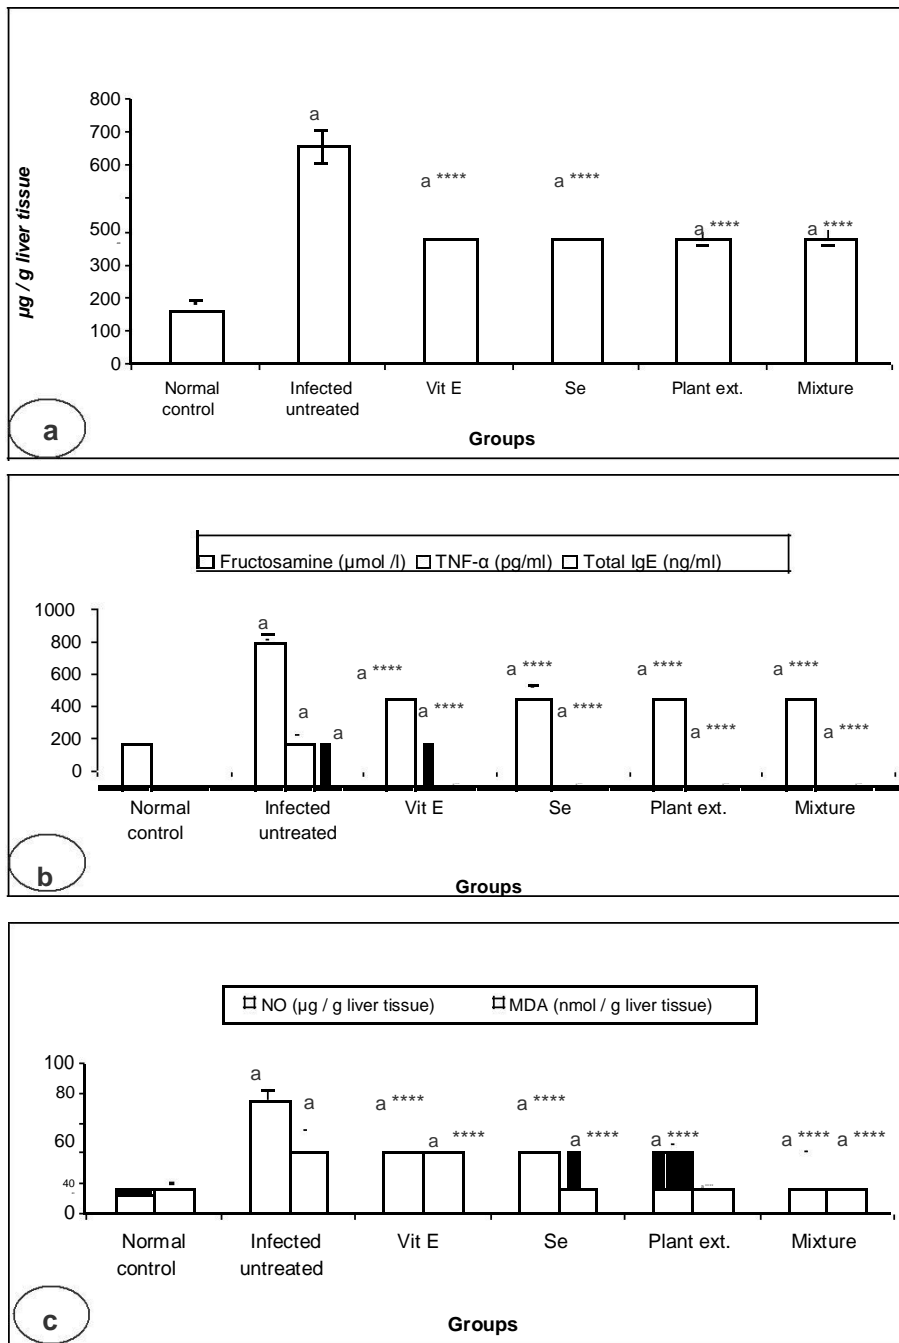 800
a
700
600
a ****
a ****
500
a ****
a ****
300
200
100
0
µg / g liver tissue
Normal control
Infected untreated
Vit E
Se
Plant ext.
Mixture
Groups
a
Fructosamine (µmol /l) TNF-α (pg/ml) Total IgE (ng/ml)
1000
a
800
600
a ****
a ****
a ****
a ****
400
a
a ****
a ****
200
a
a ****
a ****
0
Normal control
Infected untreated
Vit E
Se
Plant ext.
Mixture
Groups
b
NO (µg / g liver tissue) MDA (nmol / g liver tissue)
100
a
80
a
a ****
a ****
60
a ****
a ****
a ****
a ****
a ****
40
0
Normal control
Infected untreated
Vit E
Se
Plant ext.
Mixture
Groups
c